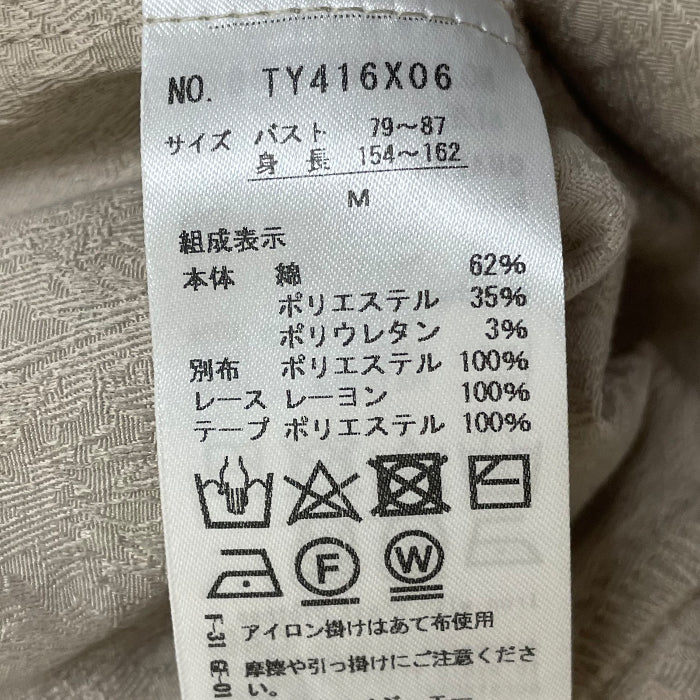 NO. TY416X06
サイズ バスト 79~87
身長 154~162
M
組成表示
本体 綿 62%
ポリエステル 35%
ポリウレタン 3%
別布 ポリエステル 100%
レース レーヨン 100%
テープ ポリエステル 100%
F W
アイロン掛けはあて布使用
摩擦や引っ掛けにご注意くださ
い。